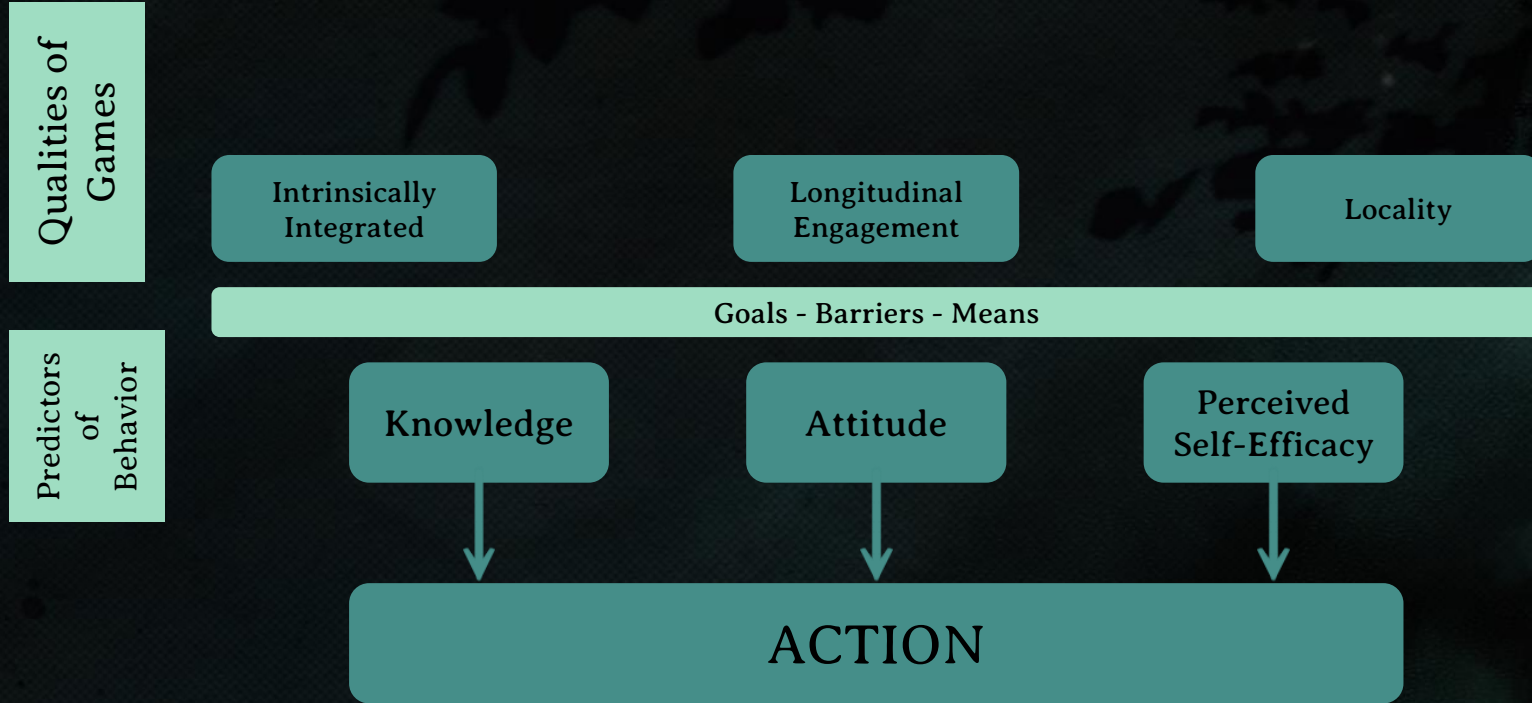 Qualities of
Games
Intrinsically
Integrated
Longitudinal
Engagement
Locality
Goals - Barriers - Means
Predictors
of
Behavior
Knowledge
Attitude
Perceived
Self-Efficacy
ACTION